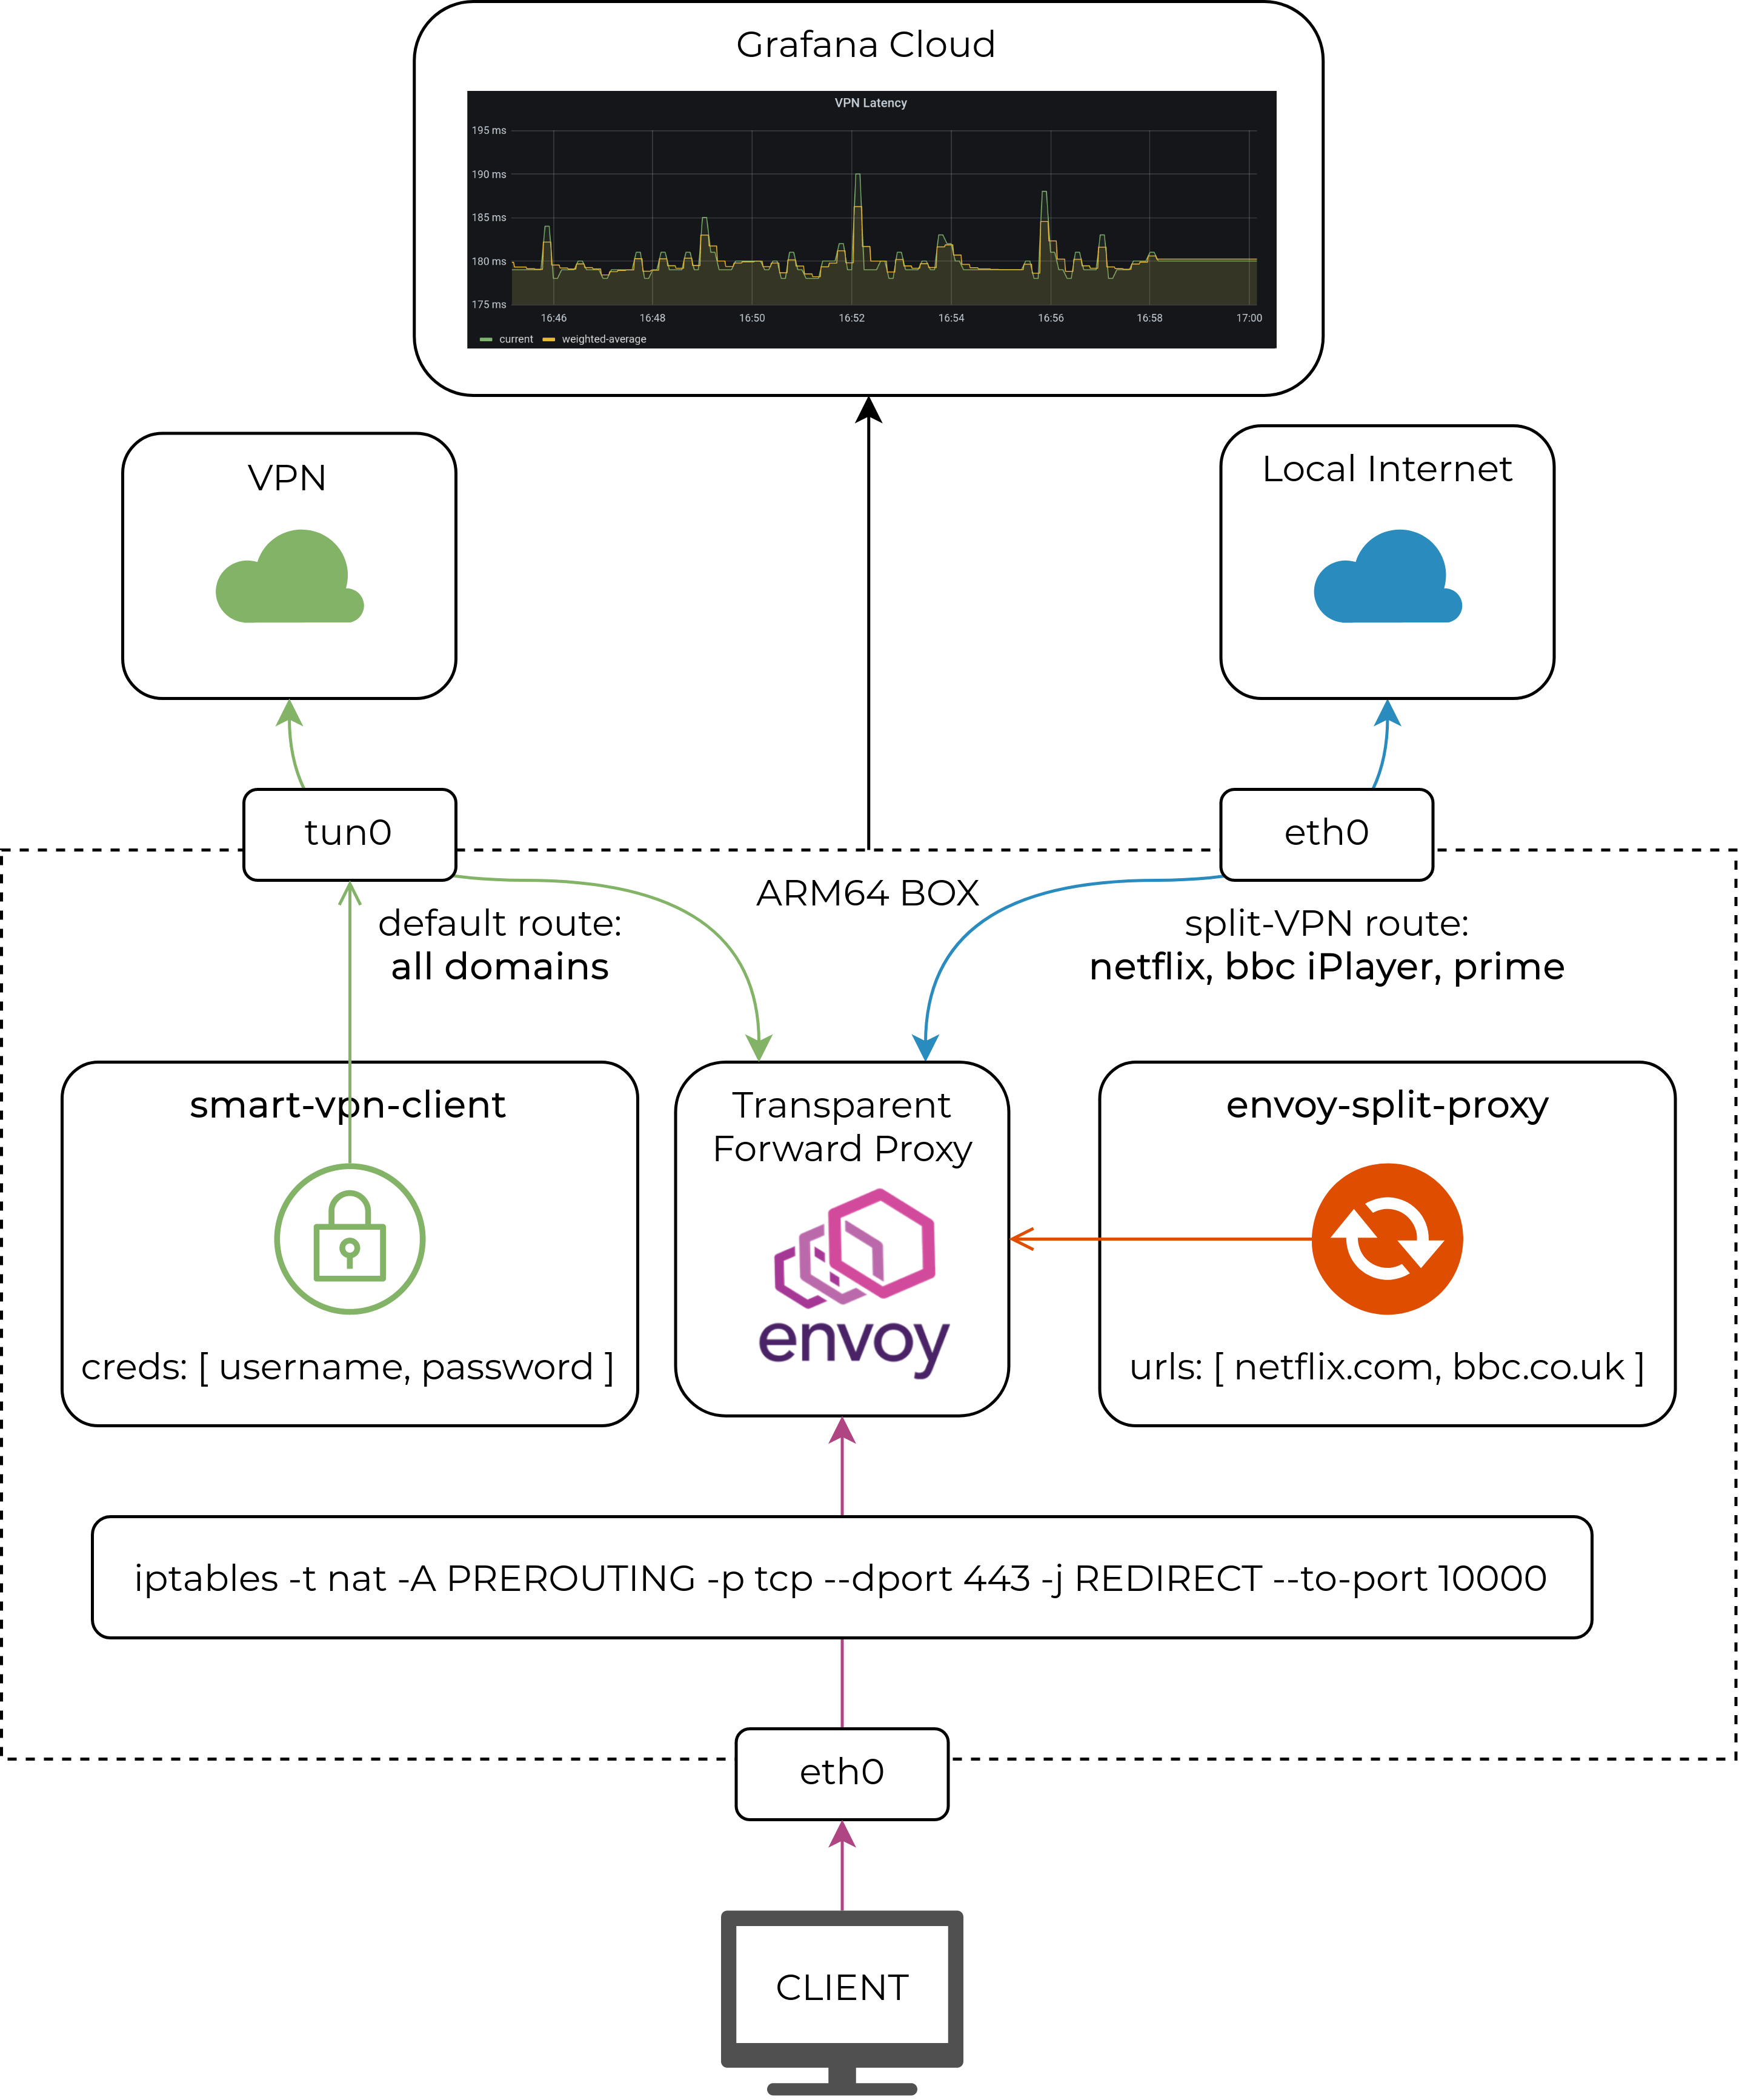 Grafana Cloud
VPN Latency
195 ms
190 ms
185 ms
180 ms
175 ms
16:46 16:48 16:50 16:52 16:54 16:56 16:58 17:00
current weighted-average
VPN
Local Internet
tun0
eth0
ARM64 BOX
default route:
all domains
split-VPN route:
netflix, bbc iPlayer, prime
smart-vpn-client
creds: [ username, password ]
Transparent
Forward Proxy
envoy
envoy-split-proxy
urls: [ netflix.com, bbc.co.uk ]
iptables -t nat -A PREROUTING -p tcp --dport 443 -j REDIRECT --to-port 10000
eth0
CLIENT